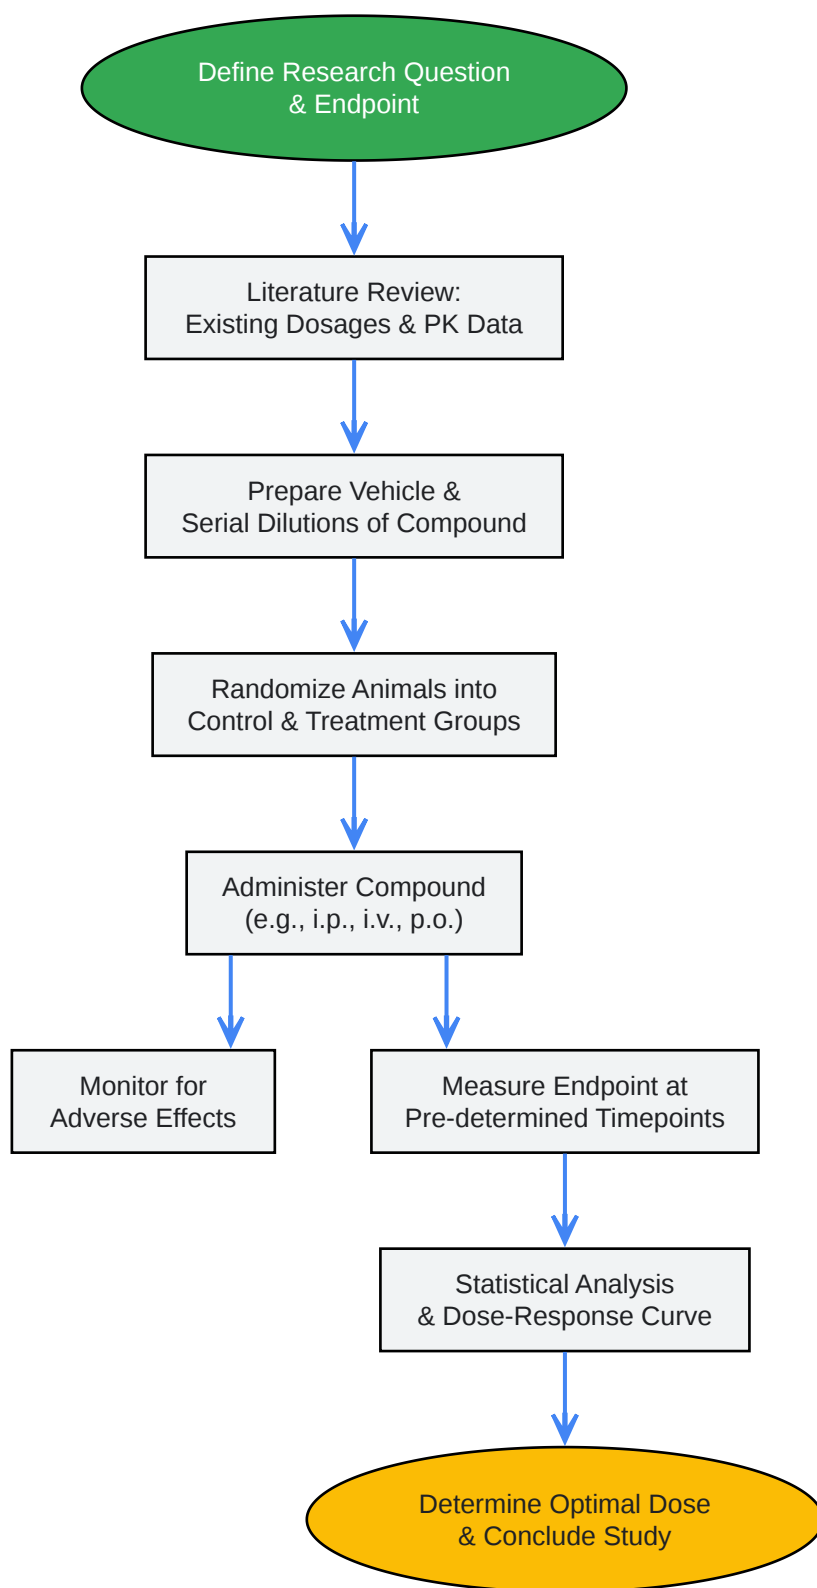 Define Research Question
& Endpoint
Literature Review:
Existing Dosages & PK Data
Prepare Vehicle &
Serial Dilutions of Compound
Randomize Animals into
Control & Treatment Groups
Administer Compound
(e.g., i.p., i.v., p.o.)
Monitor for
Adverse Effects
Measure Endpoint at
Pre-determined Timepoints
Statistical Analysis
& Dose-Response Curve
Determine Optimal Dose
& Conclude Study